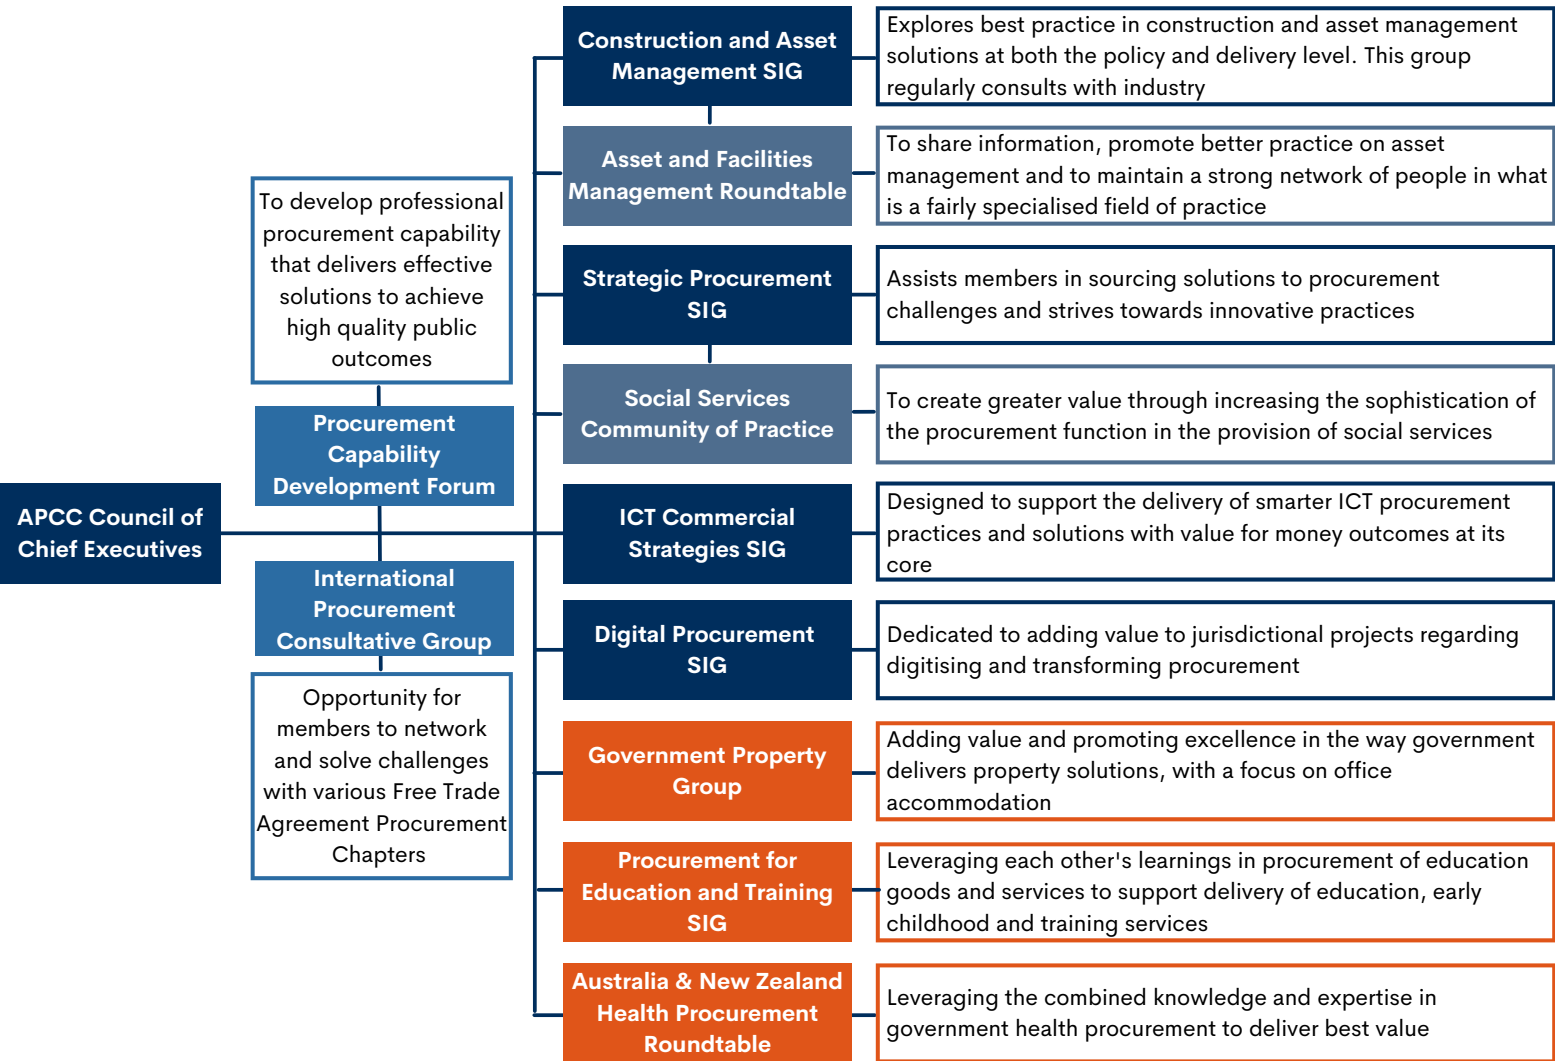 APCC Council of
Chief Executives
To develop professional
procurement capability
that delivers effective
solutions to achieve
high quality public
outcomes
Procurement
Capability
Development Forum
International
Procurement
Consultative Group
Opportunity for
members to network
and solve challenges
with various Free Trade
Agreement Procurement
Chapters
Construction and Asset
Management SIG
Explores best practice in construction and asset management
solutions at both the policy and delivery level. This group
regularly consults with industry
Asset and Facilities
Management Roundtable
To share information, promote better practice on asset
management and to maintain a strong network of people in what
is a fairly specialised field of practice
Strategic Procurement
SIG
Assists members in sourcing solutions to procurement
challenges and strives towards innovative practices
Social Services
Community of Practice
To create greater value through increasing the sophistication of
the procurement function in the provision of social services
ICT Commercial
Strategies SIG
Designed to support the delivery of smarter ICT procurement
practices and solutions with value for money outcomes at its
core
Digital Procurement
SIG
Dedicated to adding value to jurisdictional projects regarding
digitising and transforming procurement
Government Property
Group
Adding value and promoting excellence in the way government
delivers property solutions, with a focus on office
accommodation
Procurement for
Education and Training
SIG
Leveraging each other's learnings in procurement of education
goods and services to support delivery of education, early
childhood and training services
Australia & New Zealand
Health Procurement
Roundtable
Leveraging the combined knowledge and expertise in
government health procurement to deliver best value